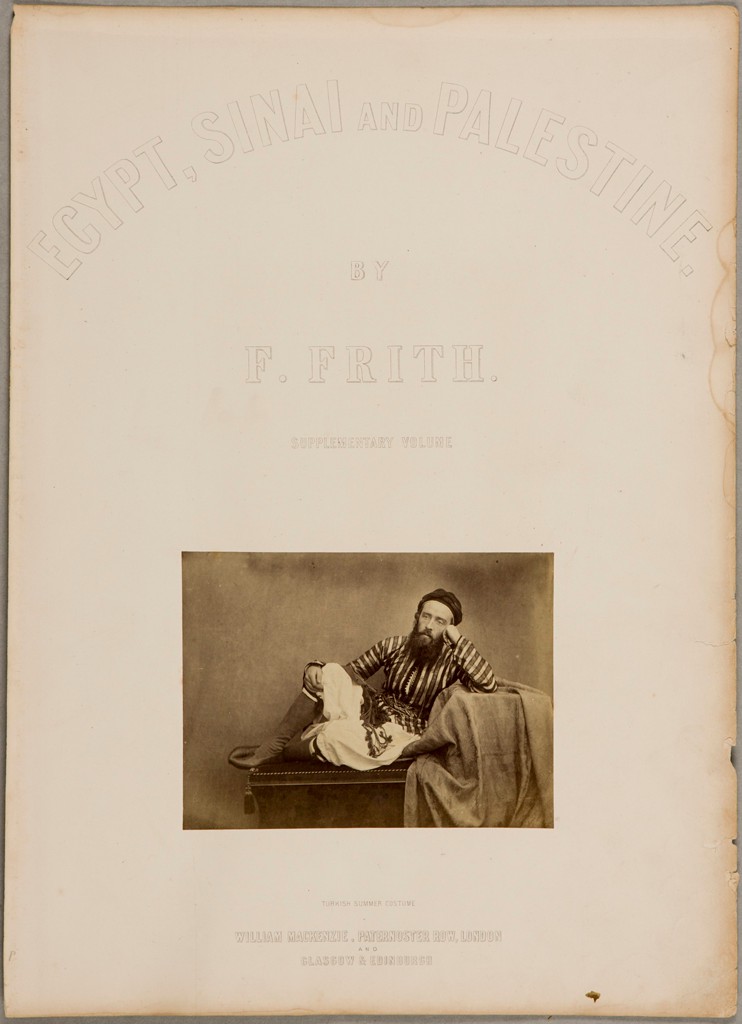 EGYPT, SINAI AND PALESTINE.
BY
F. FRITH.
SUPPLEMENTARY VOLUME
TURKISH SUMMER COSTUME
WILLIAM MACKENZIE, PATERNOSTER ROW, LONDON
AND
GLASGOW & EDINBURGH